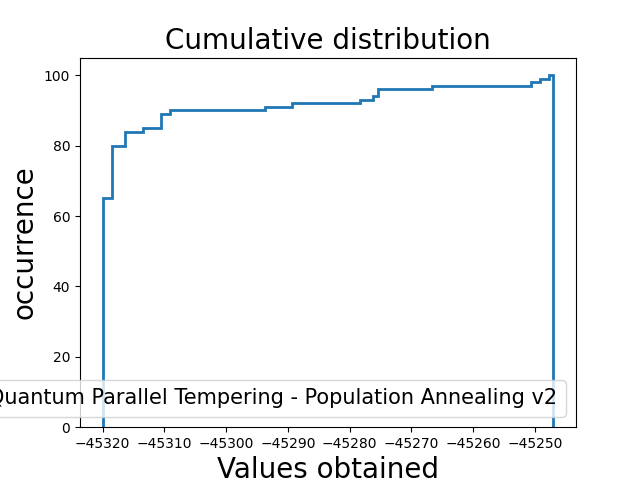 Cumulative distribution
occurrence
100
80
60
40
20
0
Quantum Parallel Tempering - Population Annealing v2
−45320 −45310 −45300 −45290 −45280 −45270 −45260 −45250
Values obtained